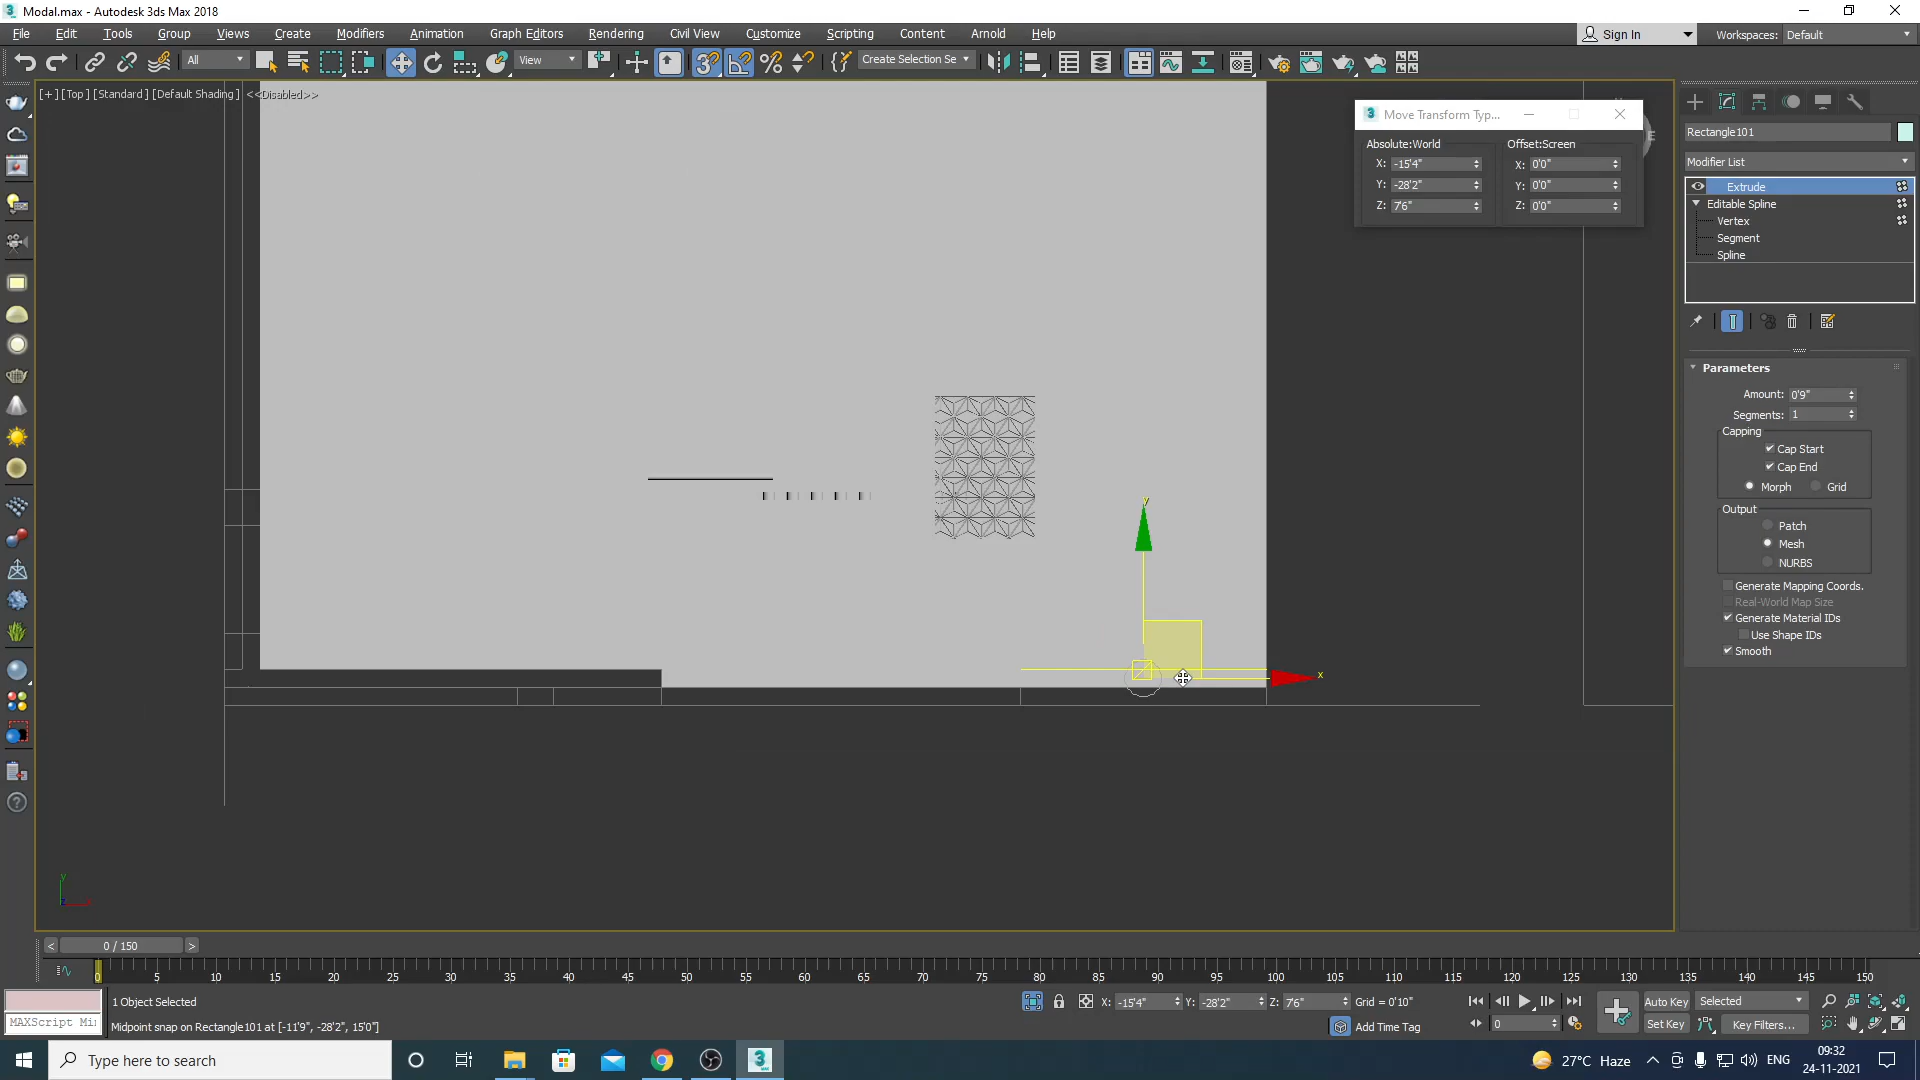 Modal.max - Autodesk 3ds Max 2018
File Edit Tools Group Views Create Modifiers Animation Graph Editors Rendering Civil View Customize Scripting Content Arnold Help
Sign In
Workspaces: Default
All
View
Create Selection Se
[+] [Top] [Standard] [Default Shading] <<Disabled>>
Move Transform Typ...
Absolute:World
Offset:Screen
X: -15'4"
X: 0'0"
Y: -28'2"
Y: 0'0"
Z: 7'6"
Z: 0'0"
E
Rectangle101
Modifier List
Extrude
Editable Spline
Vertex
Segment
Spline
Parameters
Amount: 0'9"
Segments: 1
Capping
Cap Start
Cap End
Morph Grid
Output
Patch
Mesh
NURBS
Generate Mapping Coords.
Real-World Map Size
Generate Material IDs
Use Shape IDs
Smooth
y
x
y
< 0 / 150 >
0 5 10 15 20 25 30 35 40 45 50 55 60 65 70 75 80 85 90 95 100 105 110 115 120 125 130 135 140 145 150
1 Object Selected
X: -15'4" Y: -28'2" Z: 7'6" Grid = 0'10"
Auto Key Selected
MAXScript Mi
Midpoint snap on Rectangle101 at [-11'9", -28'2", 15'0"]
Add Time Tag
0
Set Key Key Filters...
Type here to search
27°C Haze
ENG
09:32
24-11-2021